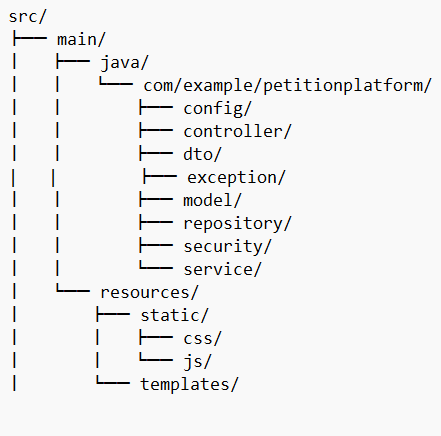 src/
├── main/
│   ├── java/
│   │   └── com/example/petitionplatform/
│   │       ├── config/
│   │       ├── controller/
│   │       ├── dto/
│   │       ├── exception/
│   │       ├── model/
│   │       ├── repository/
│   │       ├── security/
│   │       └── service/
│   └── resources/
│       ├── static/
│       │   ├── css/
│       │   └── js/
│       └── templates/